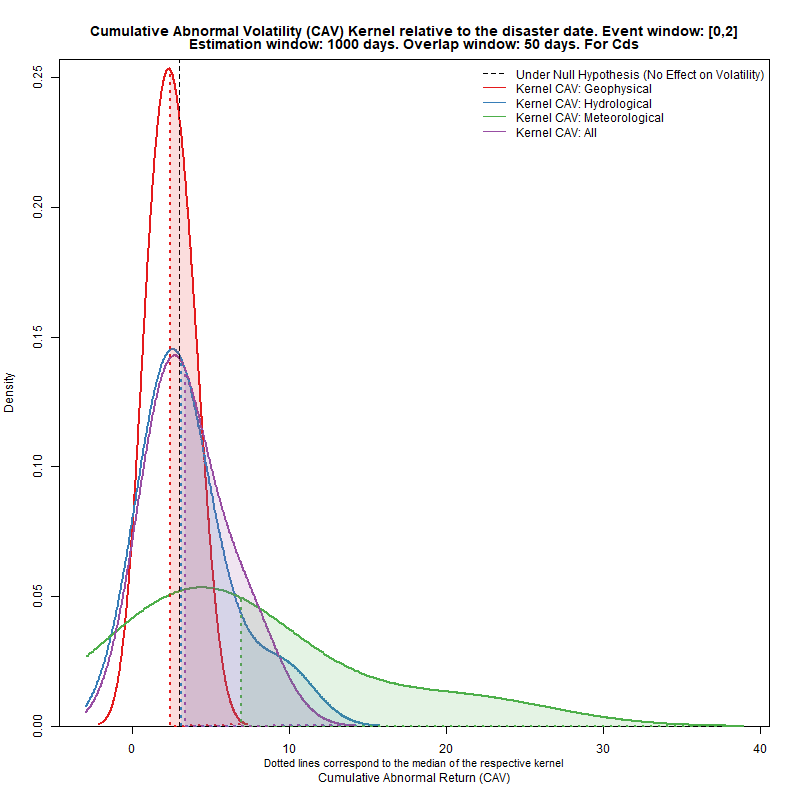 Cumulative Abnormal Volatility (CAV) Kernel relative to the disaster date. Event window: [0,2]
Estimation window: 1000 days. Overlap window: 50 days. For Cds
Under Null Hypothesis (No Effect on Volatility)
Kernel CAV: Geophysical
Kernel CAV: Hydrological
Kernel CAV: Meteorological
Kernel CAV: All
Density
0.25
0.20
0.15
0.10
0.05
0.00
0 10 20 30 40
Dotted lines correspond to the median of the respective kernel
Cumulative Abnormal Return (CAV)